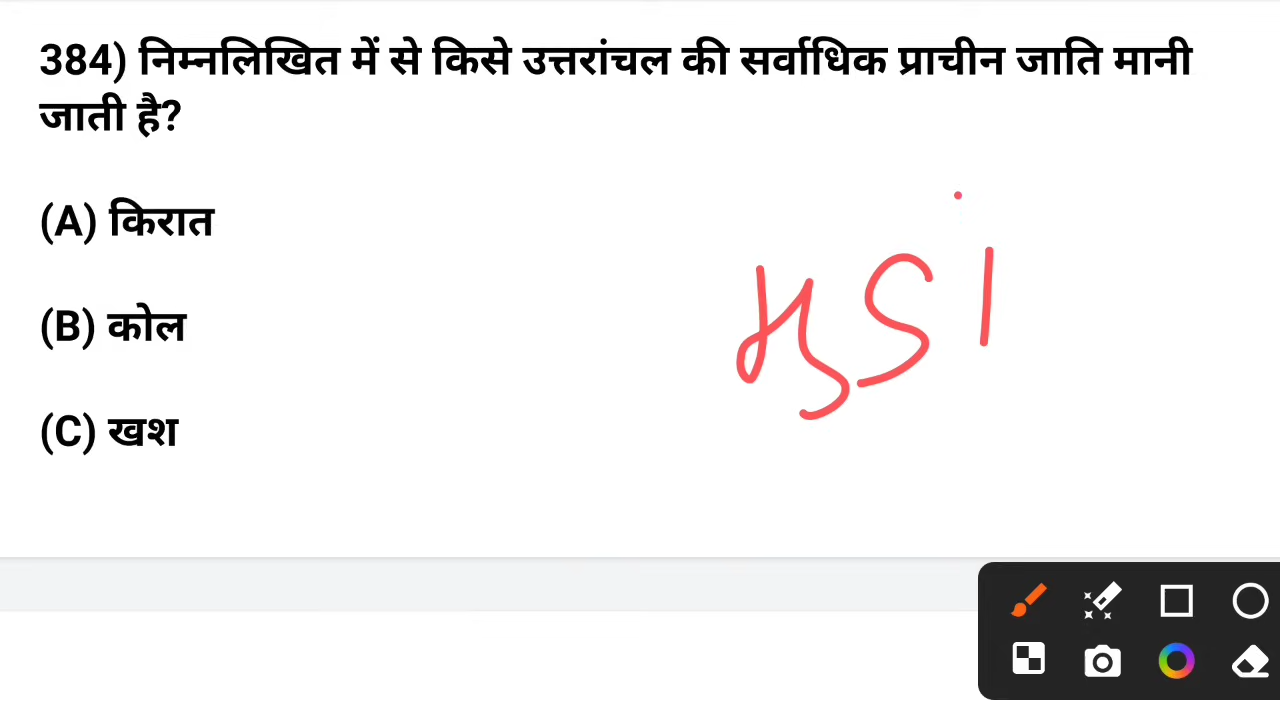 384) निम्नलिखित में से किसे उत्तरांचल की सर्वाधिक प्राचीन जाति मानी
जाती है?
(A) किरात
(B) कोल
(C) खश